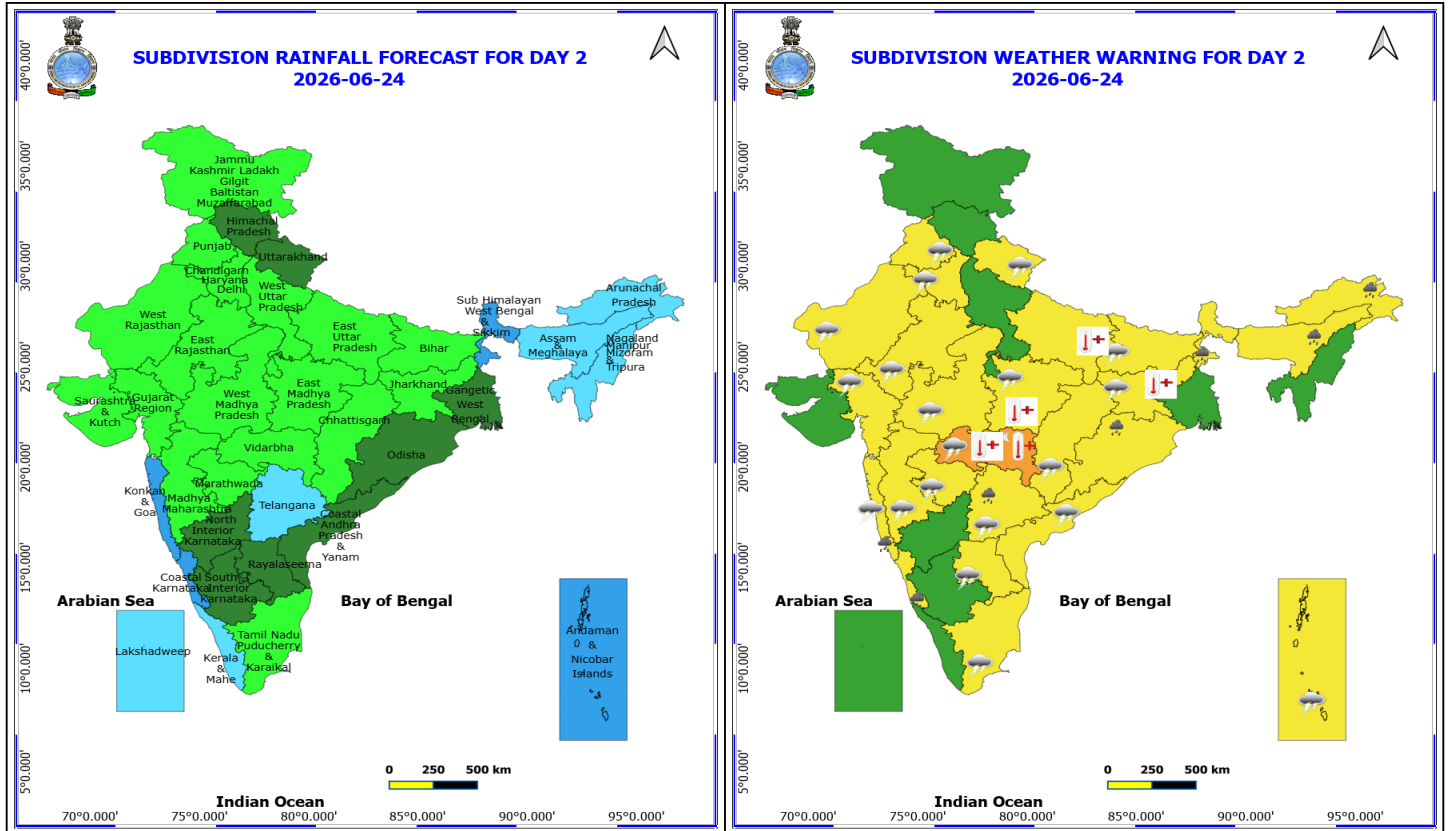 SUBDIVISION RAINFALL FORECAST FOR DAY 2
2026-06-24
40°0.000'
35°0.000'
30°0.000'
25°0.000'
20°0.000'
15°0.000'
10°0.000'
5°0.000'
Jammu
Kashmir Ladakh
Gilgit
Baltistan
Muzaffarabad
Himachal
Pradesh
Punjab
Uttarakhand
Chandigarh
Haryana
Delhi
West
Uttar
Pradesh
West
Rajasthan
East
Rajasthan
East
Uttar
Pradesh
Bihar
Sub Himalayan
West Bengal
&
Sikkim
Arunachal
Pradesh
Assam
&
Meghalaya
Nagaland
Manipur
Mizoram
&
Tripura
Jharkhand
Gangetic
West
Bengal
Saurashtra
&
Kutch
Gujarat
Region
West
Madhya
Pradesh
East
Madhya
Pradesh
Chhattisgarh
Vidarbha
Odisha
Konkan
&
Goa
Marathwada
Madhya
Maharashtra
Telangana
North
Interior
Karnataka
Coastal
Andhra
Pradesh
&
Yanam
Rayalaseema
Coastal
Karnataka
South
Interior
Karnataka
Arabian Sea
Bay of Bengal
Lakshadweep
Kerala
&
Mahe
Tamil Nadu
Puducherry
&
Karaikal
Andaman
&
Nicobar
Islands
0 250 500 km
Indian Ocean
70°0.000' 75°0.000' 80°0.000' 85°0.000' 90°0.000' 95°0.000'
SUBDIVISION WEATHER WARNING FOR DAY 2
2026-06-24
40°0.000'
35°0.000'
30°0.000'
25°0.000'
20°0.000'
15°0.000'
10°0.000'
5°0.000'
Arabian Sea
Bay of Bengal
0 250 500 km
Indian Ocean
70°0.000' 75°0.000' 80°0.000' 85°0.000' 90°0.000' 95°0.000'